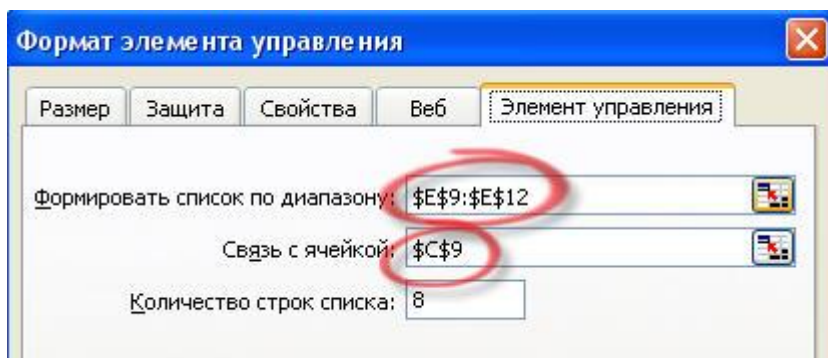 Формат элемента управления
Размер Защита Свойства Веб Элемент управления
Формировать список по диапазону: $E$9:$E$12
Связь с ячейкой: $C$9
Количество строк списка: 8